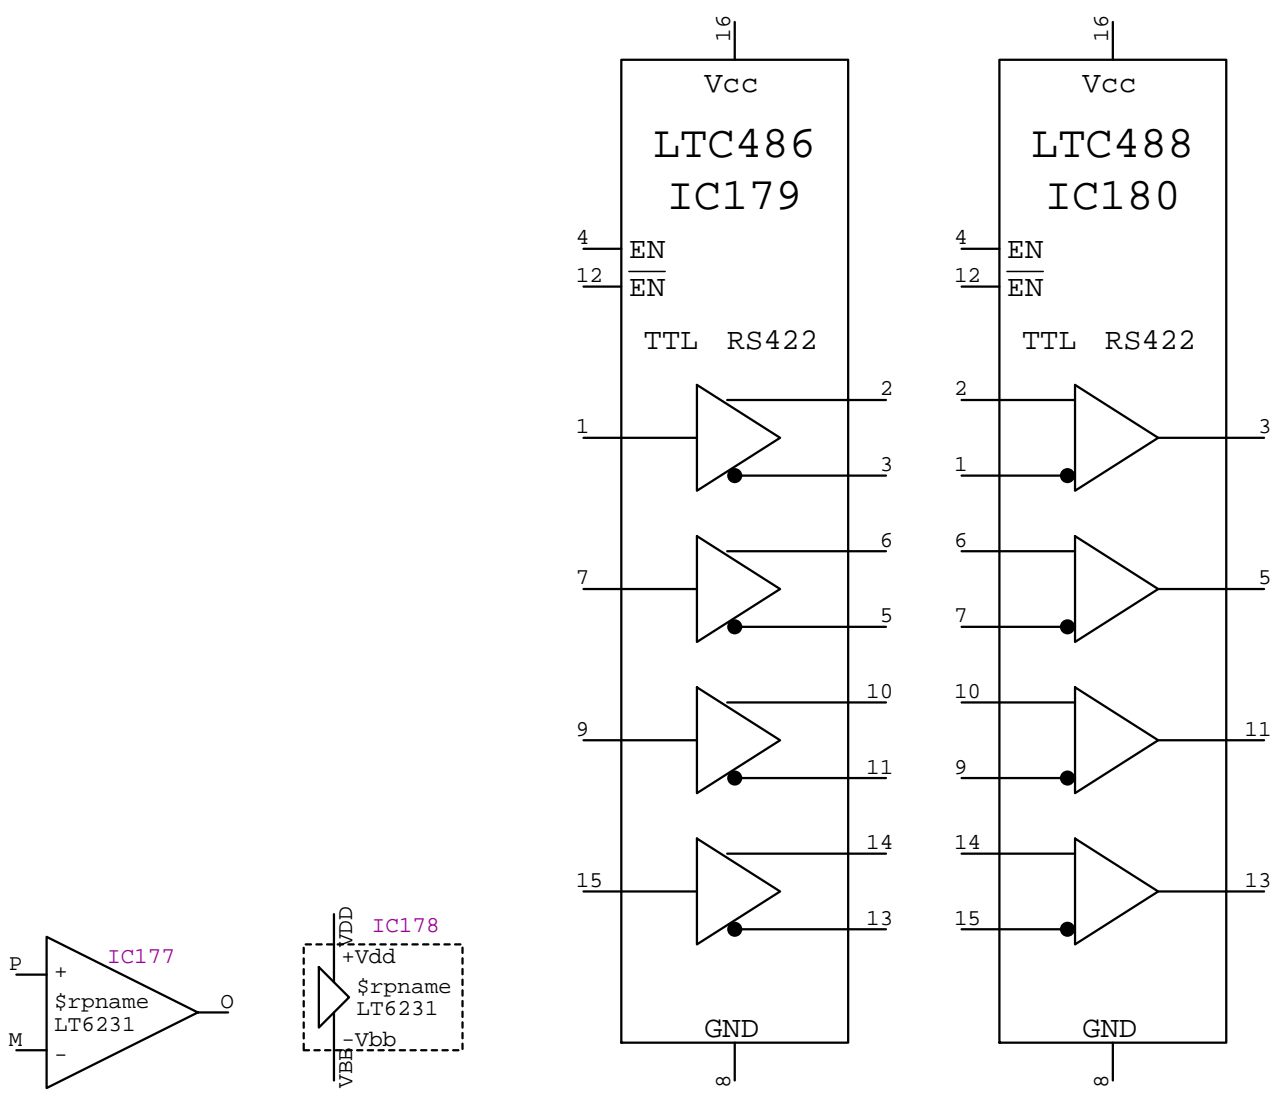 16
Vcc
LTC486
IC179
4
EN
12
EN
TTL RS422
2
1
3
6
7
5
10
9
11
14
15
13
GND
8
16
Vcc
LTC488
IC180
4
EN
12
EN
TTL RS422
2
3
1
6
5
7
10
11
9
14
13
15
GND
8
IC177
P
+
$rpname
LT6231
O
M
-
VDD
IC178
+Vdd
$rpname
LT6231
-Vbb
VBB